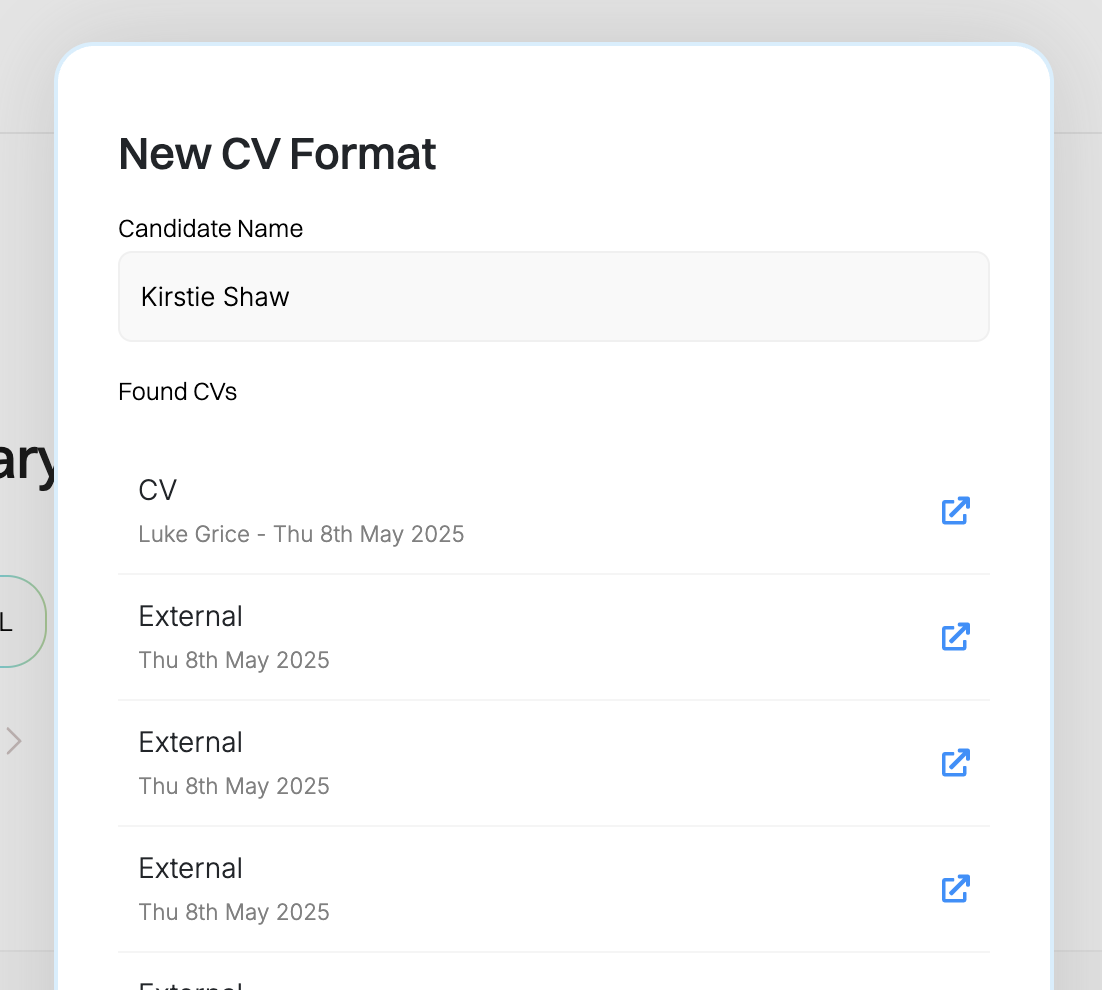 New CV Format
Candidate Name
Kirstie Shaw
Found CVs
ary
CV
Luke Grice - Thu 8th May 2025
External
Thu 8th May 2025
L
External
Thu 8th May 2025
External
Thu 8th May 2025
External